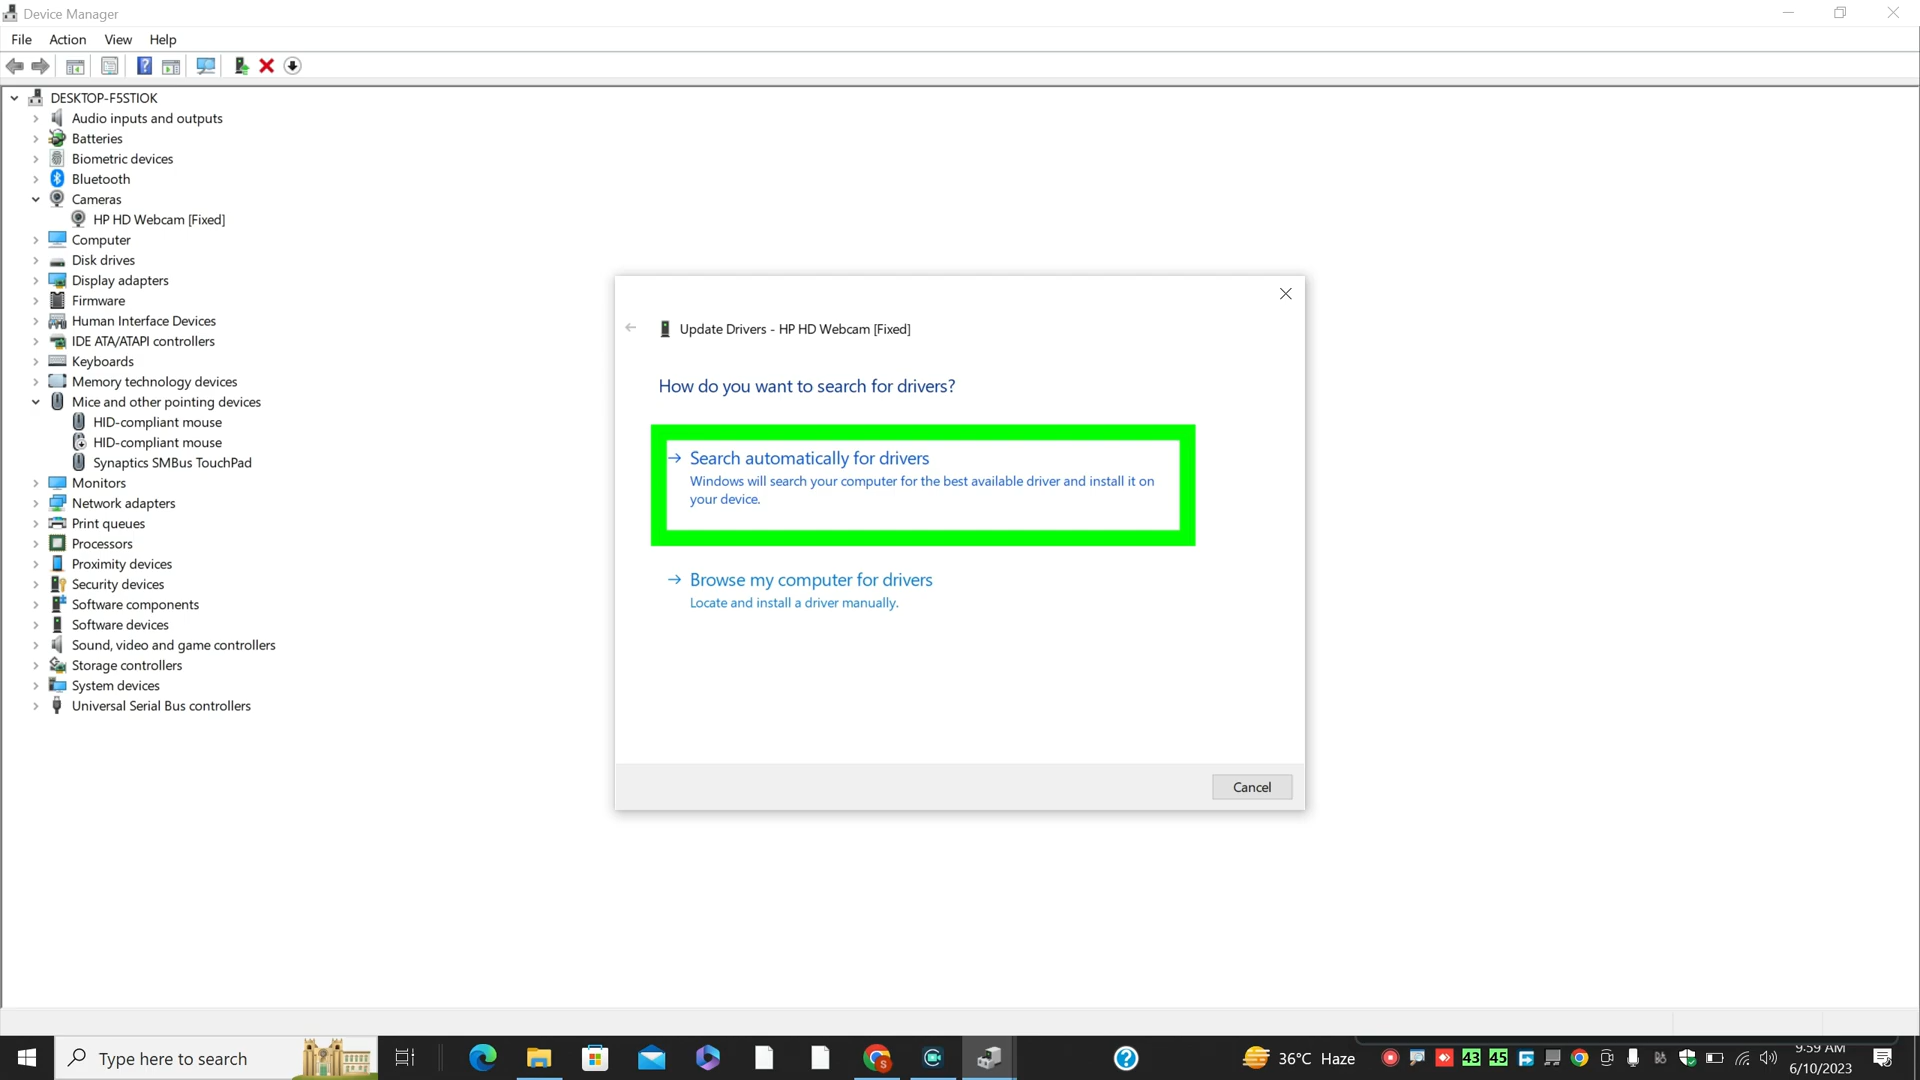 Device Manager
File Action View Help
DESKTOP-F5STIOK
Audio inputs and outputs
Batteries
Biometric devices
Bluetooth
Cameras
HP HD Webcam [Fixed]
Computer
Disk drives
Display adapters
Firmware
Human Interface Devices
IDE ATA/ATAPI controllers
Keyboards
Memory technology devices
Mice and other pointing devices
HID-compliant mouse
HID-compliant mouse
Synaptics SMBus TouchPad
Monitors
Network adapters
Print queues
Processors
Proximity devices
Security devices
Software components
Software devices
Sound, video and game controllers
Storage controllers
System devices
Universal Serial Bus controllers
Update Drivers - HP HD Webcam [Fixed]
How do you want to search for drivers?
Search automatically for drivers
Windows will search your computer for the best available driver and install it on
your device.
Browse my computer for drivers
Locate and install a driver manually.
Cancel
Type here to search
36°C Haze
43 45
9:59 AM
6/10/2023